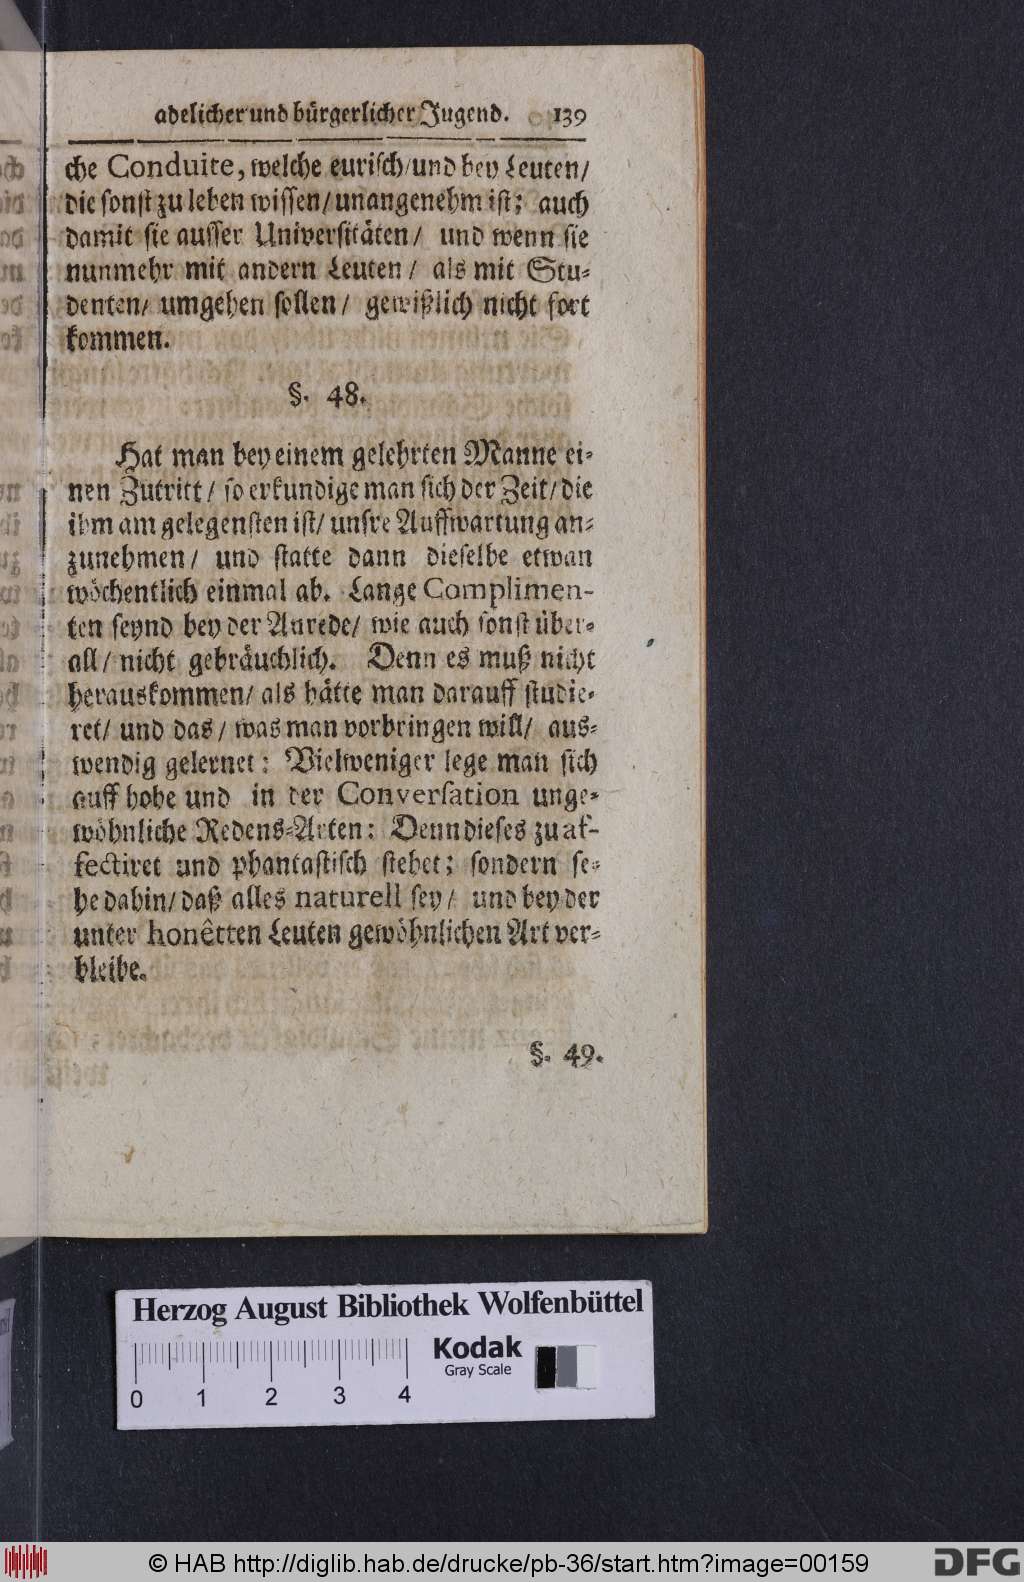 adelicher und bürgerlicher Jugend. 139
che Conduite, welche eurisch/und bey Leuten/
die sonst zu leben wissen/unangenehm ist; auch
damit sie ausser Universitäten/ und wenn sie
nunmehr mit andern Leuten/ als mit Stu-
denten/ umgehen sollen/ gewißlich nicht fort
kommen.
§. 48.
Hat man bey einem gelehrten Manne ei-
nen Zutritt/ so erkundige man sich der Zeit/die
ihm am gelegensten ist/ unsre Auffwartung an-
zunehmen/ und statte dann dieselbe etwan
wöchentlich einmal ab. Lange Complimen-
ten seynd bey der Anrede/ wie auch sonst über-
all/ nicht gebräuchlich. Denn es muß nicht
herauskommen/ als hätte man darauff studie-
ret/ und das/ was man vorbringen will/ aus-
wendig gelernet: Vielweniger lege man sich
auff hohe und in der Conversation unge-
wöhnliche Redens-Arten: Denn dieses zu af-
fectiret und phantastisch stehet; sondern se-
he dahin/daß alles naturell sey/ und bey der
unter honêtten Leuten gewöhnlichen Art ver-
bleibe.
§. 49.
Herzog August Bibliothek Wolfenbüttel
Kodak
Gray Scale
0 1 2 3 4
© HAB http://diglib.hab.de/drucke/pb-36/start.htm?image=00159
DFG